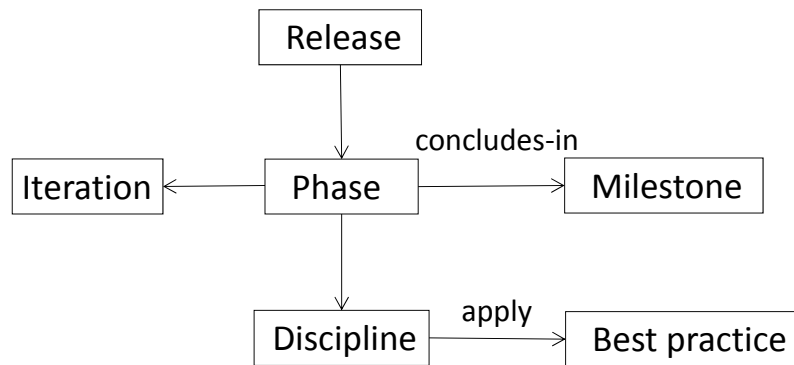 Release
concludes-in
Iteration
Phase
Milestone
apply
Discipline
Best practice